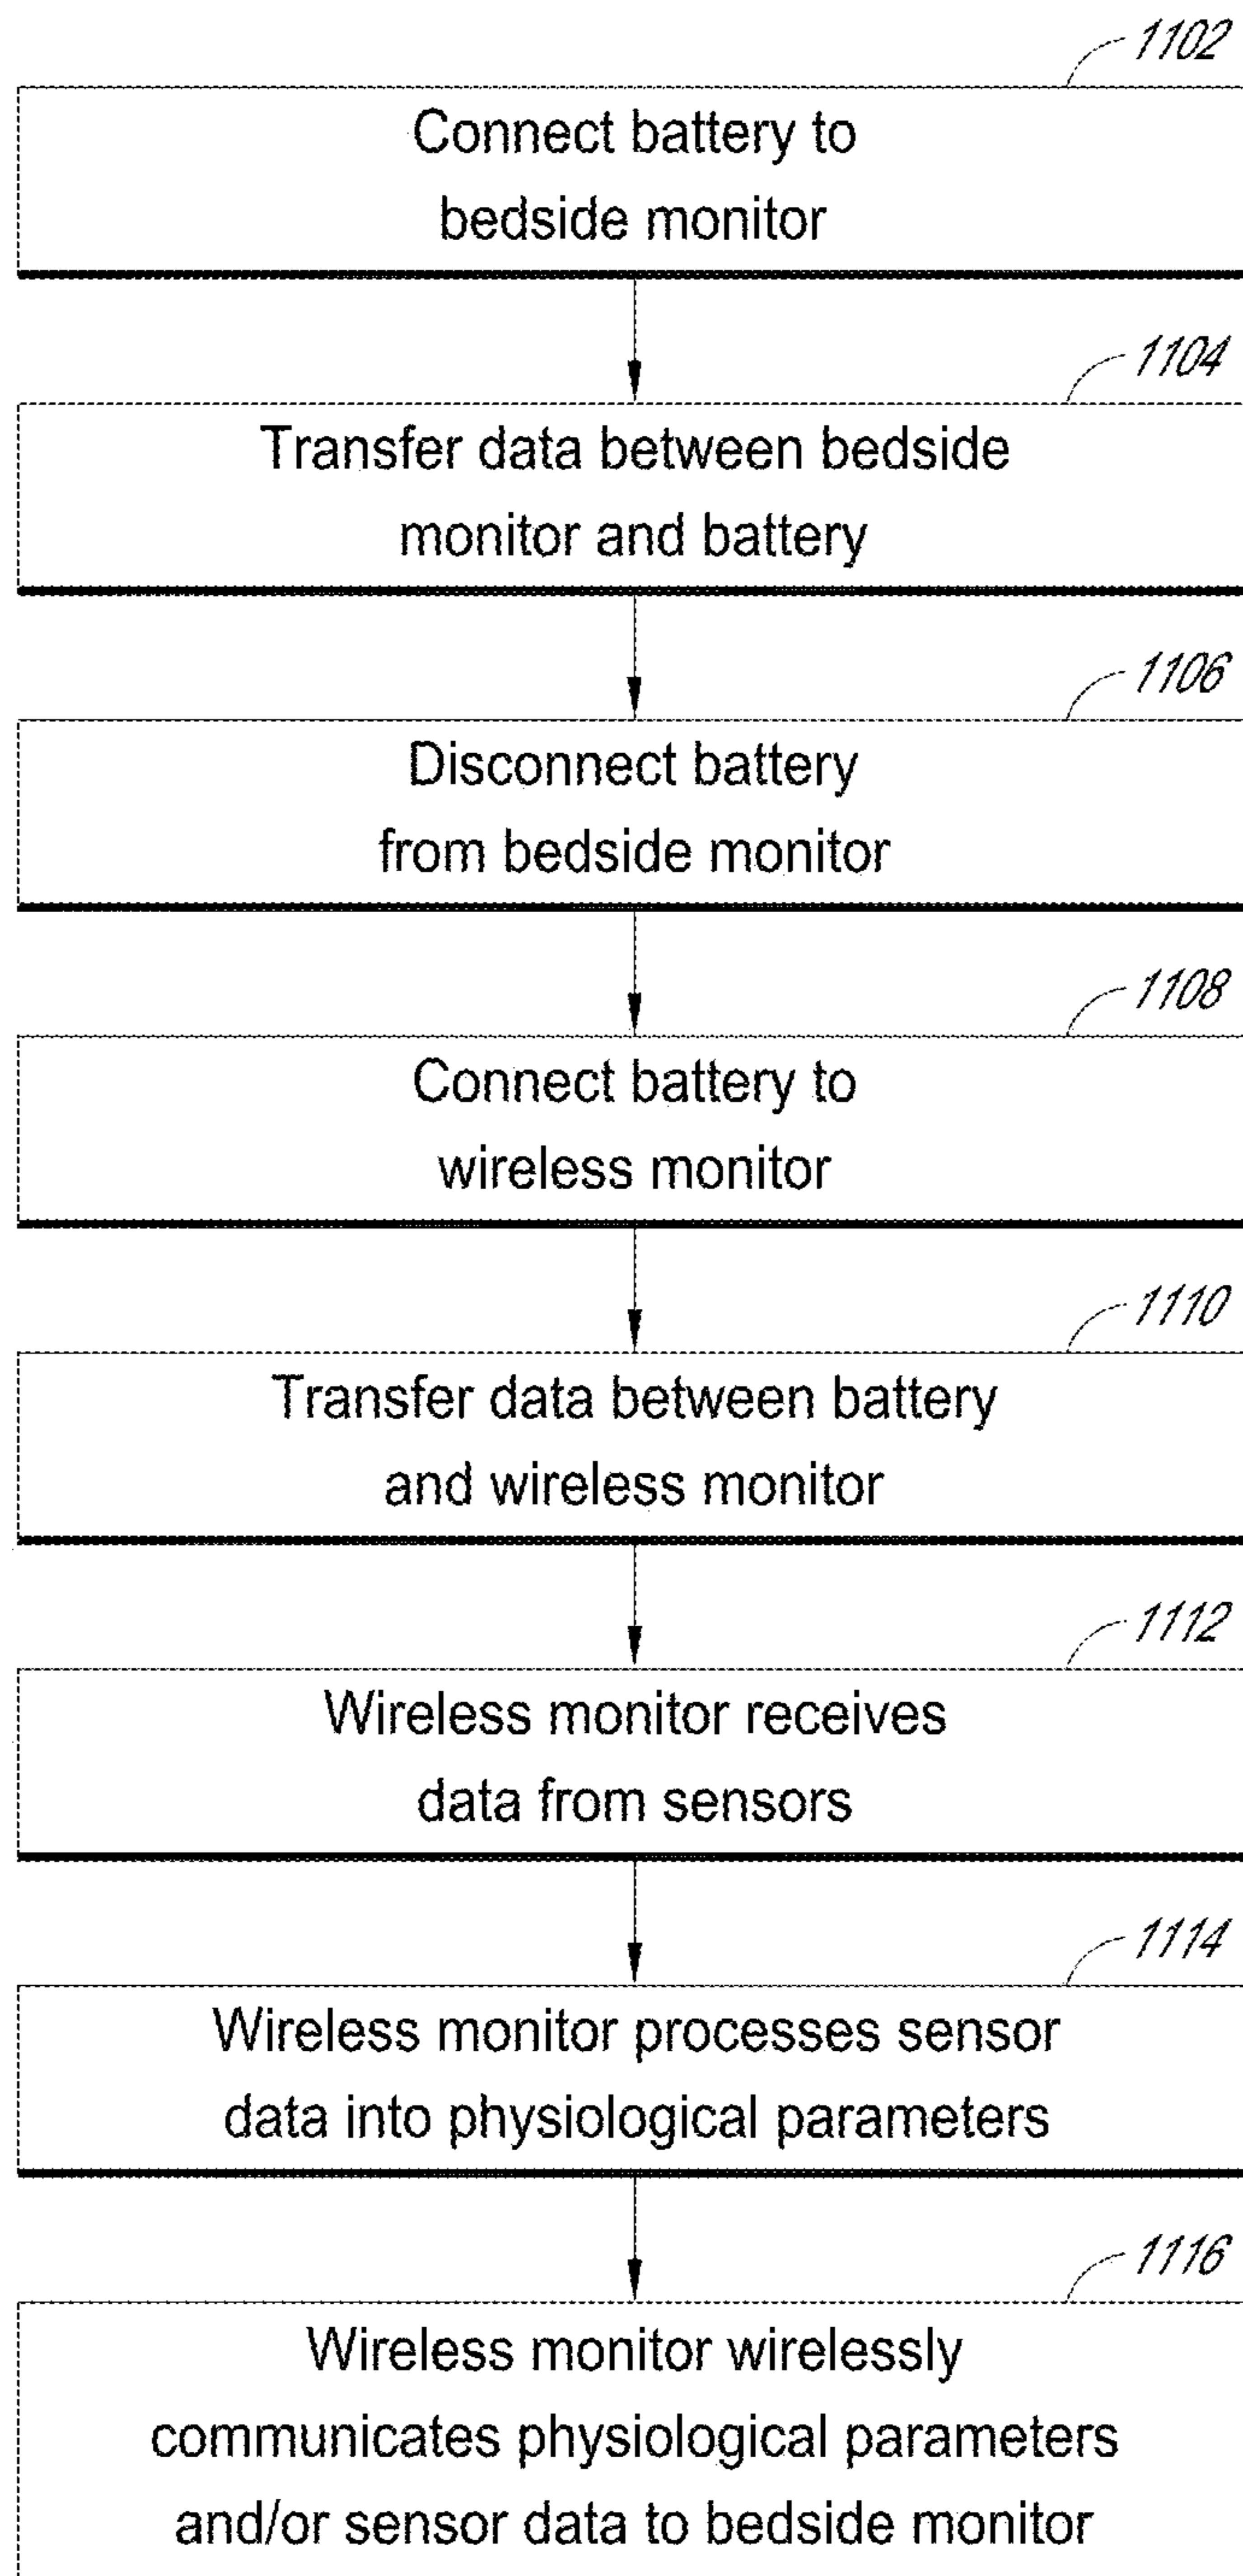 1102
Connect battery to
bedside monitor
1104
Transfer data between bedside
monitor and battery
1106
Disconnect battery
from bedside monitor
1108
Connect battery to
wireless monitor
1110
Transfer data between battery
and wireless monitor
1112
Wireless monitor receives
data from sensors
1114
Wireless monitor processes sensor
data into physiological parameters
1116
Wireless monitor wirelessly
communicates physiological parameters
and/or sensor data to bedside monitor